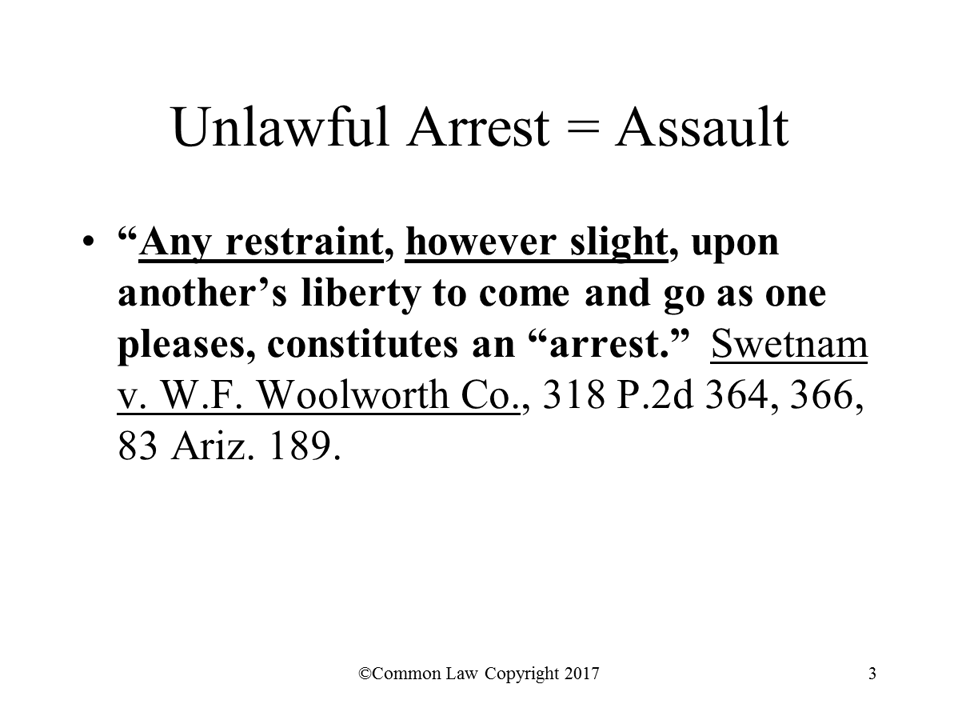 Unlawful Arrest = Assault
• “Any restraint, however slight, upon
another’s liberty to come and go as one
pleases, constitutes an “arrest.” Swetnam
v. W.F. Woolworth Co., 318 P.2d 364, 366,
83 Ariz. 189.
©Common Law Copyright 2017 3